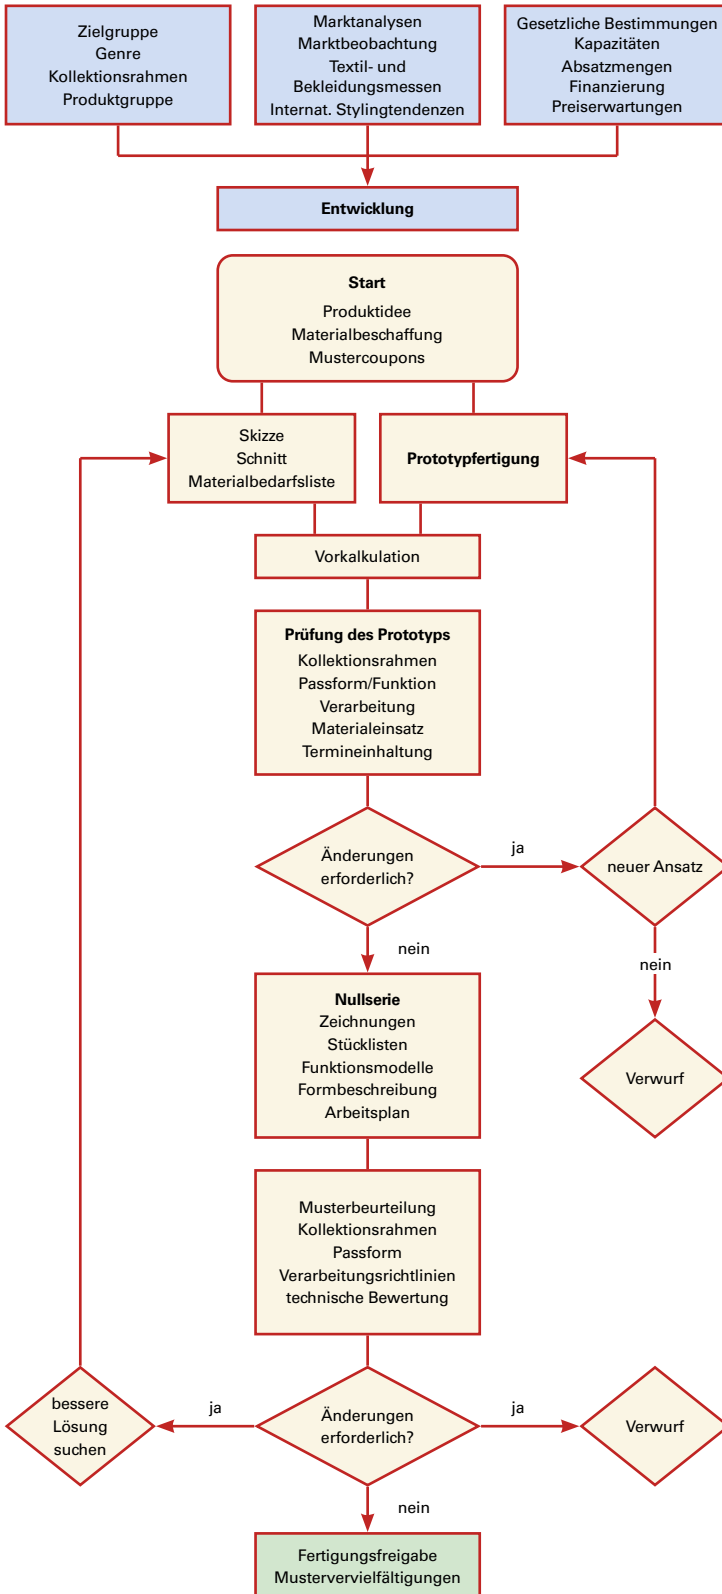 Zielgruppe
Genre
Kollektionsrahmen
Produktgruppe
Marktanalysen
Marktbeobachtung
Textil- und
Bekleidungsmessen
Internat. Stylingtendenzen
Gesetzliche Bestimmungen
Kapazitäten
Absatzmengen
Finanzierung
Preiserwartungen
Entwicklung
Start
Produktidee
Materialbeschaffung
Mustercoupons
Skizze
Schnitt
Materialbedarfsliste
Prototypfertigung
Vorkalkulation
Prüfung des Prototyps
Kollektionsrahmen
Passform/Funktion
Verarbeitung
Materialeinsatz
Termineinhaltung
Änderungen
erforderlich?
ja
neuer Ansatz
nein
nein
Verwurf
Nullserie
Zeichnungen
Stücklisten
Funktionsmodelle
Formbeschreibung
Arbeitsplan
Musterbeurteilung
Kollektionsrahmen
Passform
Verarbeitungsrichtlinien
technische Bewertung
bessere
Lösung
suchen
ja
Änderungen
erforderlich?
ja
Verwurf
nein
Fertigungsfreigabe
Mustervervielfältigungen